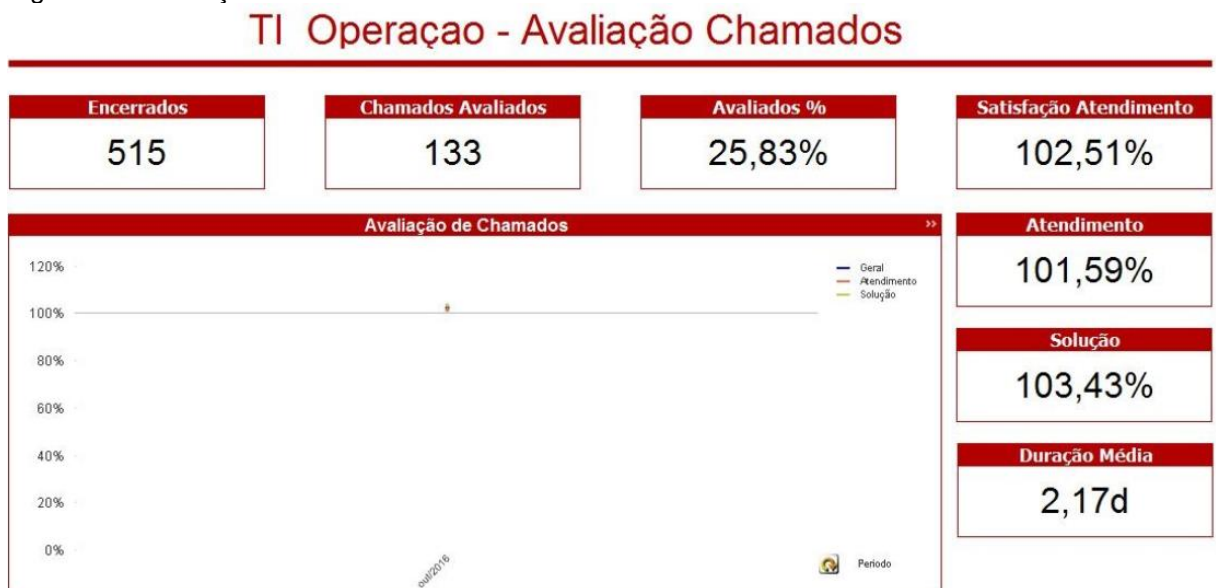 TI Operaçao - Avaliação Chamados
Encerrados
515
Chamados Avaliados
133
Avaliados %
25,83%
Satisfação Atendimento
102,51%
Avaliação de Chamados
»
120%
100%
80%
60%
40%
20%
0%
Geral
Atendimento
Solução
out/2016
Periodo
Atendimento
101,59%
Solução
103,43%
Duração Média
2,17d